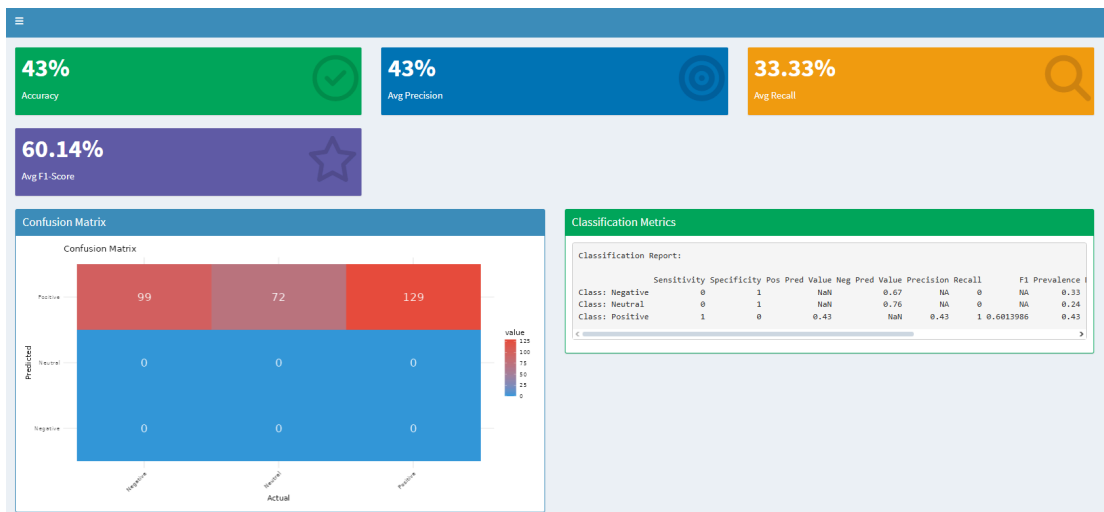 43%
Accuracy
43%
Avg Precision
33.33%
Avg Recall
60.14%
Avg F1-Score
Confusion Matrix
Confusion Matrix
Positive
99
72
129
Neutral
0
0
0
Negative
0
0
0
Predicted
Negative
Neutral
Positive
Actual
value
125
100
75
50
25
0
Classification Metrics
Classification Report:
Sensitivity Specificity Pos Pred Value Neg Pred Value Precision Recall F1 Prevalence
Class: Negative 0 1 NaN 0.67 NA 0 NA 0.33
Class: Neutral 0 1 NaN 0.76 NA 0 NA 0.24
Class: Positive 1 0 0.43 NaN 0.43 1 0.6013986 0.43